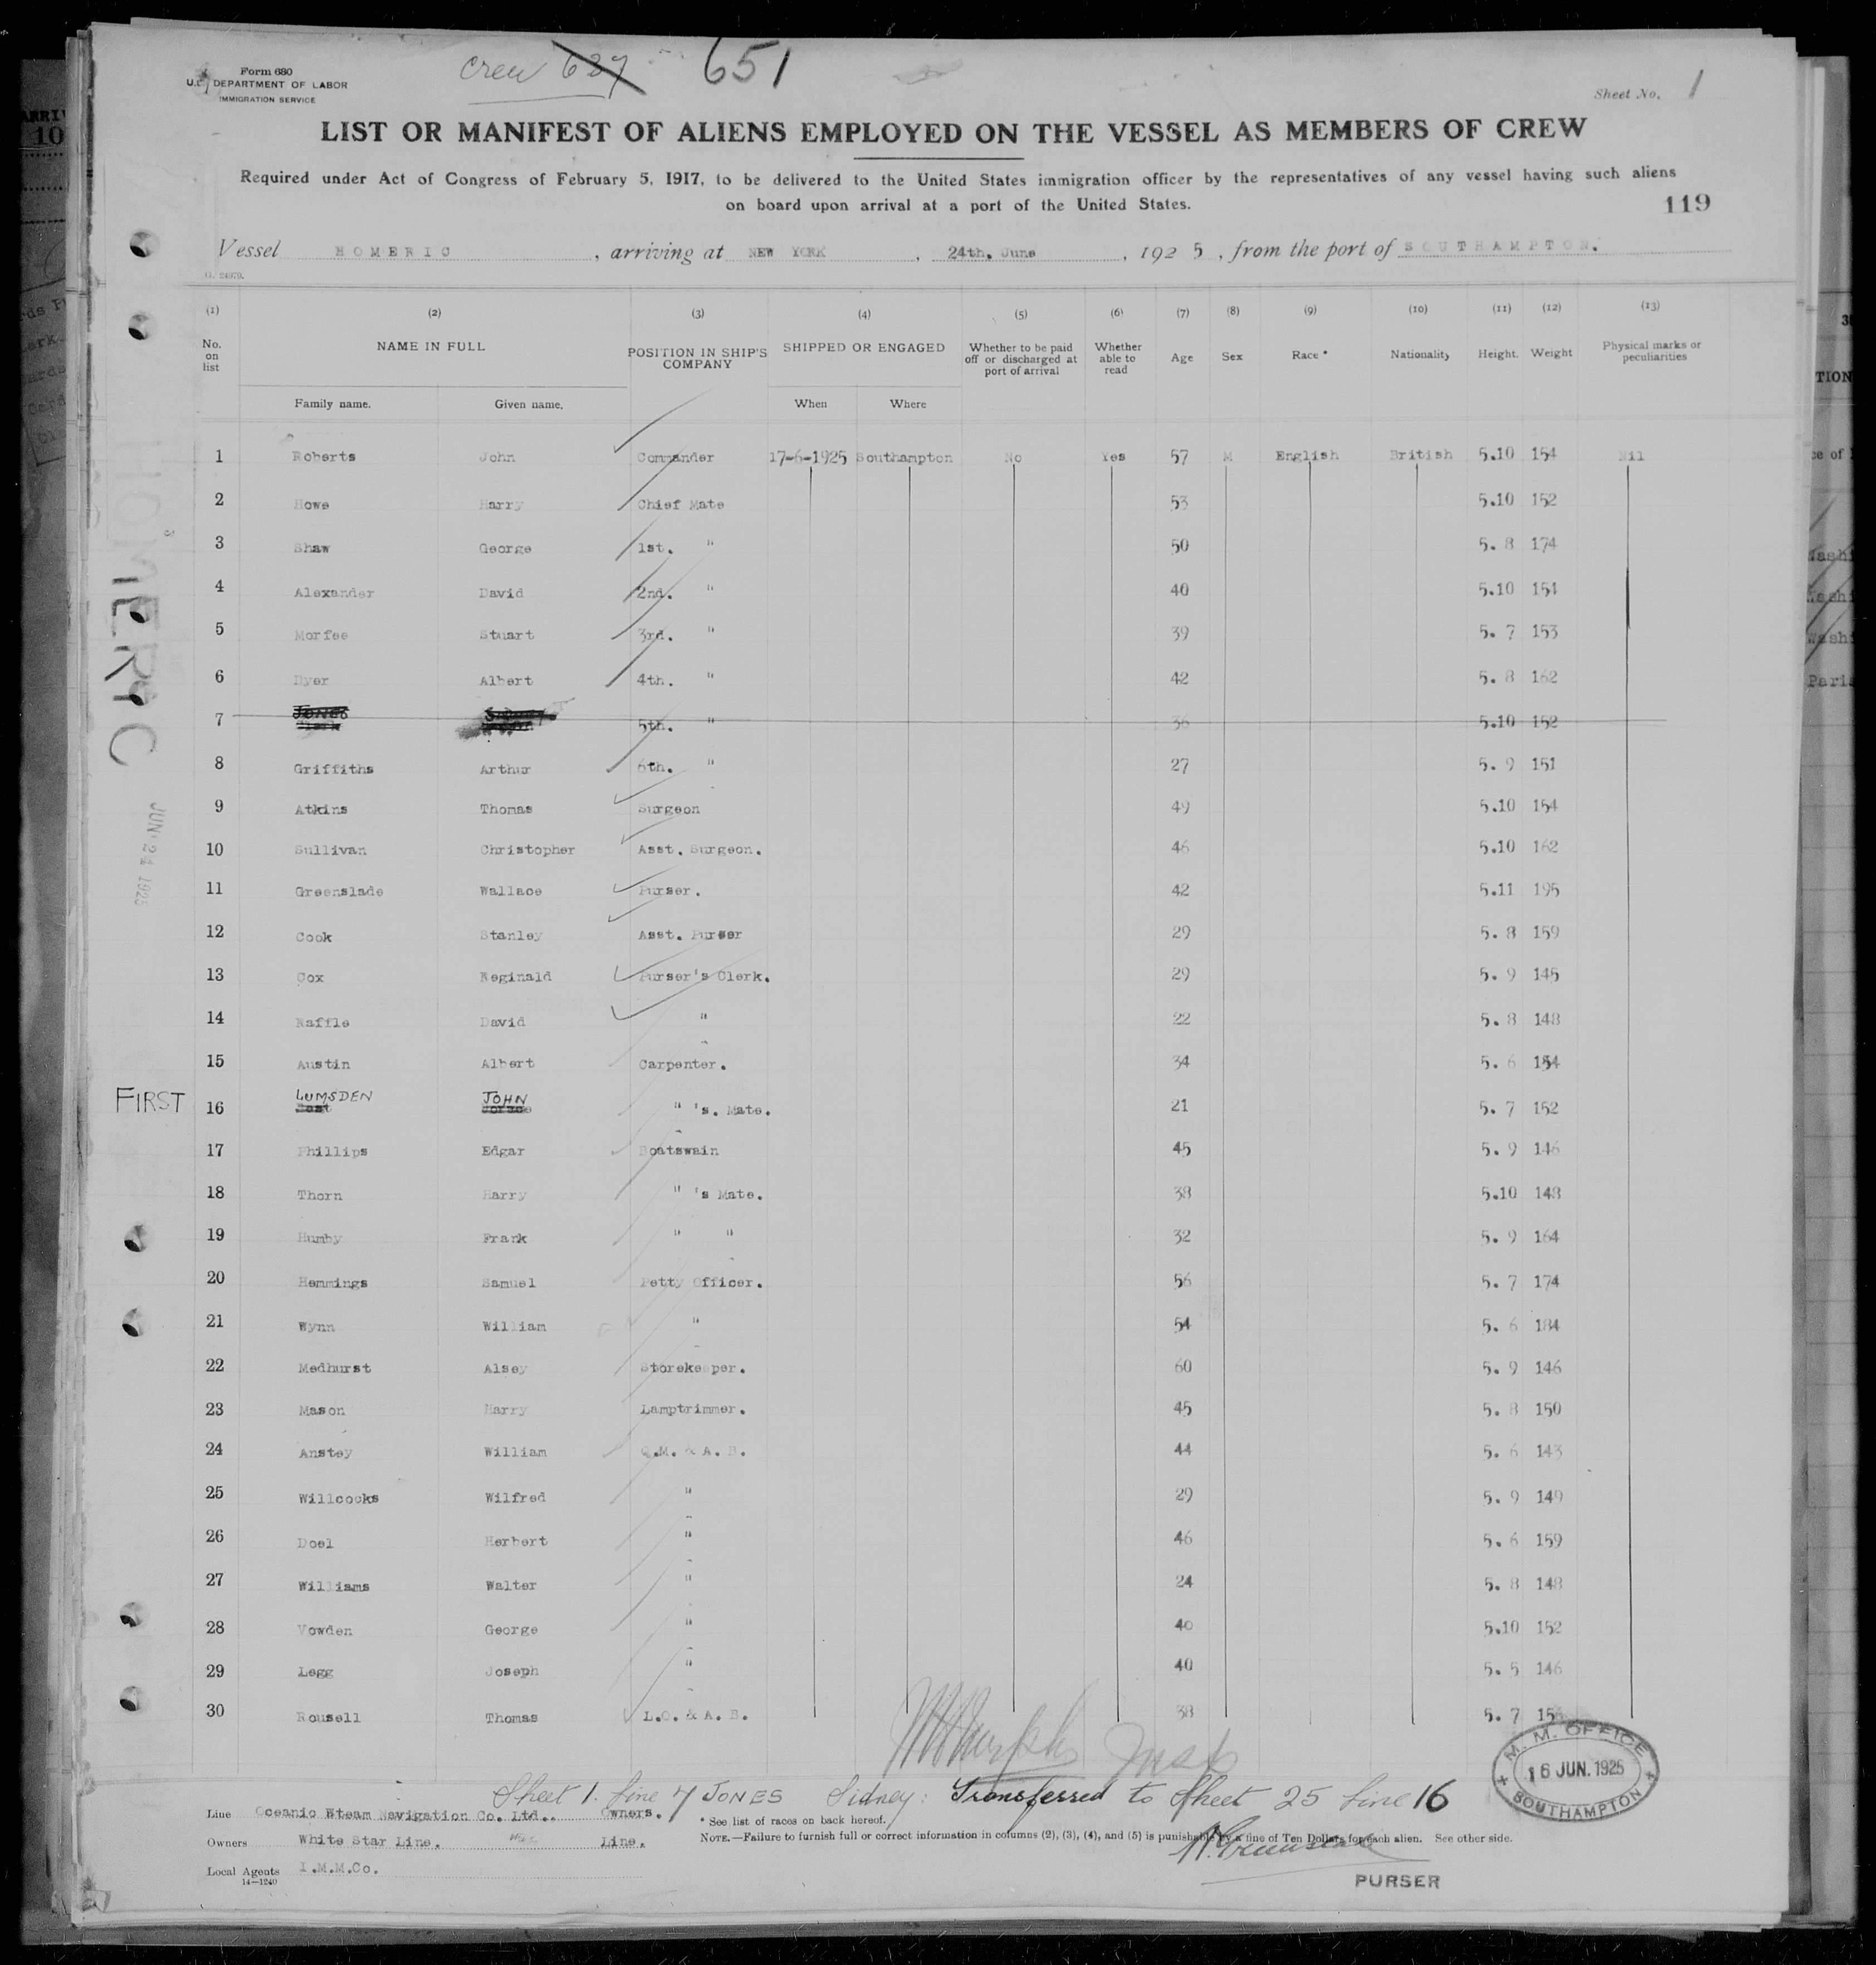 Form 680
U.S. DEPARTMENT OF LABOR
IMMIGRATION SERVICE
Crew 637 651
Sheet No. 1
LIST OR MANIFEST OF ALIENS EMPLOYED ON THE VESSEL AS MEMBERS OF CREW
Required under Act of Congress of February 5, 1917, to be delivered to the United States immigration officer by the representatives of any vessel having such aliens
on board upon arrival at a port of the United States.
119
Vessel HOMERIC, arriving at NEW YORK, 24th. June, 1925, from the port of SOUTHAMPTON.
(1) (2) (3) (4) (5) (6) (7) (8) (9) (10) (11) (12) (13)
No. on list NAME IN FULL POSITION IN SHIP'S COMPANY SHIPPED OR ENGAGED Whether to be paid off or discharged at port of arrival Whether able to read Age Sex Race * Nationality Height. Weight Physical marks or peculiarities
Family name. Given name. When Where
1 Roberts John Commander 17-6-1925 Southampton No Yes 57 M English British 5.10 154 Nil
2 Howe Harry Chief Mate 53 5.10 152
3 Shaw George 1st. " 50 5. 8 174
4 Alexander David 2nd. " 40 5.10 154
5 Morfee Stuart 3rd. " 39 5. 7 153
6 Dyer Albert 4th. " 42 5. 8 162
7 JONES 5th. " 36 5.10 152
8 Griffiths Arthur 6th. " 27 5. 9 151
9 Atkins Thomas Surgeon 49 5.10 154
10 Sullivan Christopher Asst. Surgeon. 46 5.10 162
11 Greenslade Wallace Purser. 42 5.11 195
12 Cook Stanley Asst. Purser 29 5. 8 159
13 Cox Reginald Purser's Clerk. 29 5. 9 145
14 Raffle David " 22 5. 8 148
15 Austin Albert Carpenter. 34 5. 6 154
FIRST 16 LUMSDEN JOHN " 's. Mate. 21 5. 7 152
17 Phillips Edgar Boatswain 45 5. 9 146
18 Thorn Harry " 's Mate. 38 5.10 148
19 Humby Frank " " 32 5. 9 164
20 Hemmings Samuel Petty Officer. 56 5. 7 174
21 Wynn William " 54 5. 6 184
22 Medhurst Alsey Storekeeper. 60 5. 9 146
23 Mason Harry Lamptrimmer. 45 5. 8 150
24 Anstey William Q.M. & A. B. 44 5. 6 143
25 Willcocks Wilfred " 29 5. 9 149
26 Doel Herbert " 46 5. 6 159
27 Williams Walter " 24 5. 8 148
28 Vowden George " 40 5.10 152
29 Legg Joseph " 40 5. 5 146
30 Rousell Thomas L.O. & A. B. 38 5. 7
HOMERIC
JUN 24 1925
M. M. OFFICE
16 JUN. 1925
SOUTHAMPTON
Sheet 1. Line 7 JONES Sidney: Transferred to Sheet 25 Line 16
Line Oceanic Steam Navigation Co. Ltd.. Owners.
* See list of races on back hereof.
Owners White Star Line. Line.
NOTE.—Failure to furnish full or correct information in columns (2), (3), (4), and (5) is punishable by a fine of Ten Dollars for each alien. See other side.
Local Agents I.M.M.Co.
14—1240
PURSER